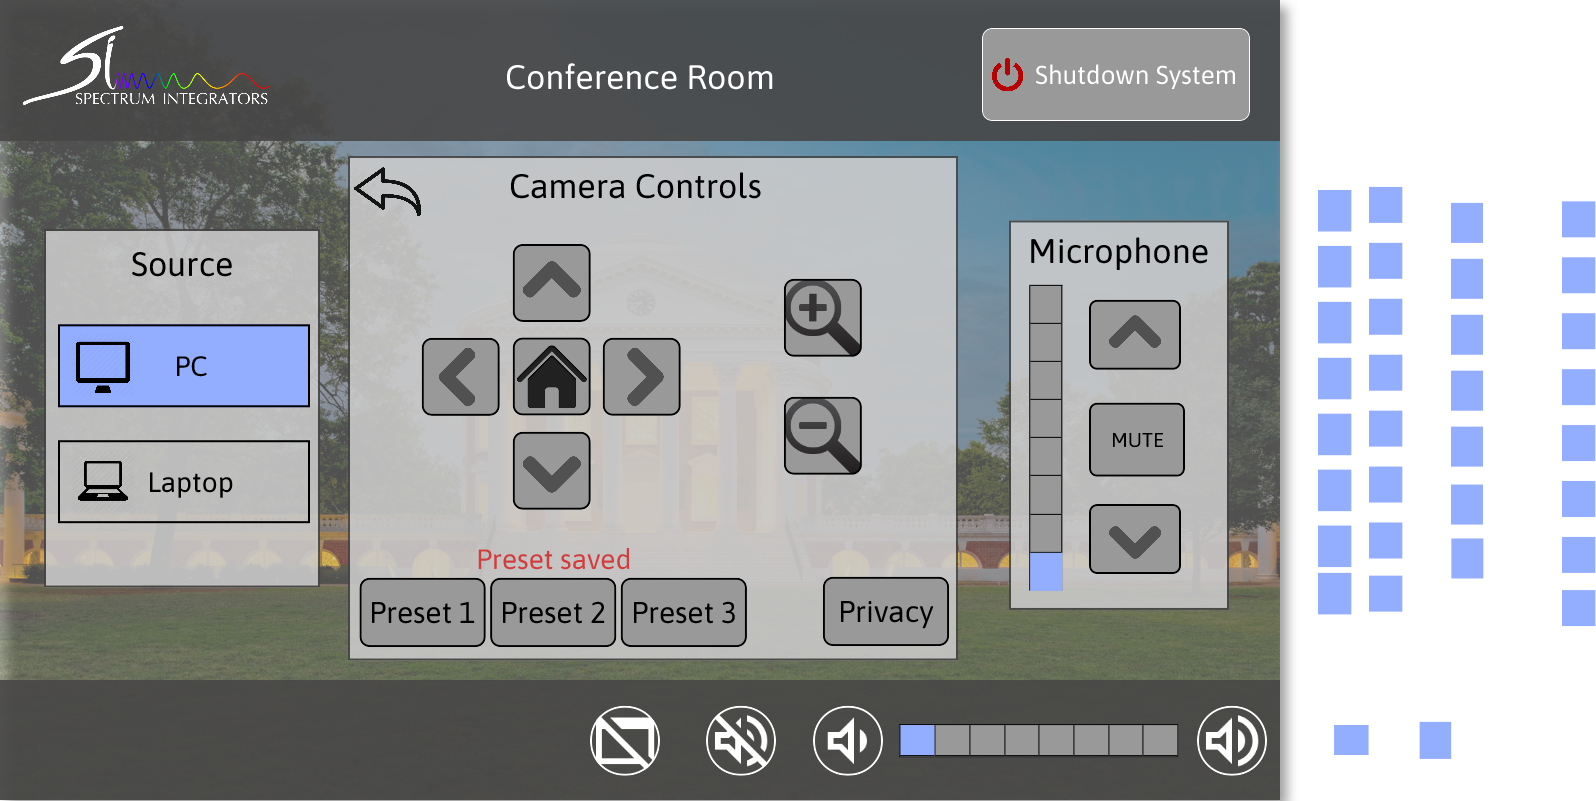 Si
SPECTRUM INTEGRATORS
Conference Room
Shutdown System
Camera Controls
Source
PC
Laptop
Microphone
MUTE
Preset saved
Preset 1
Preset 2
Preset 3
Privacy